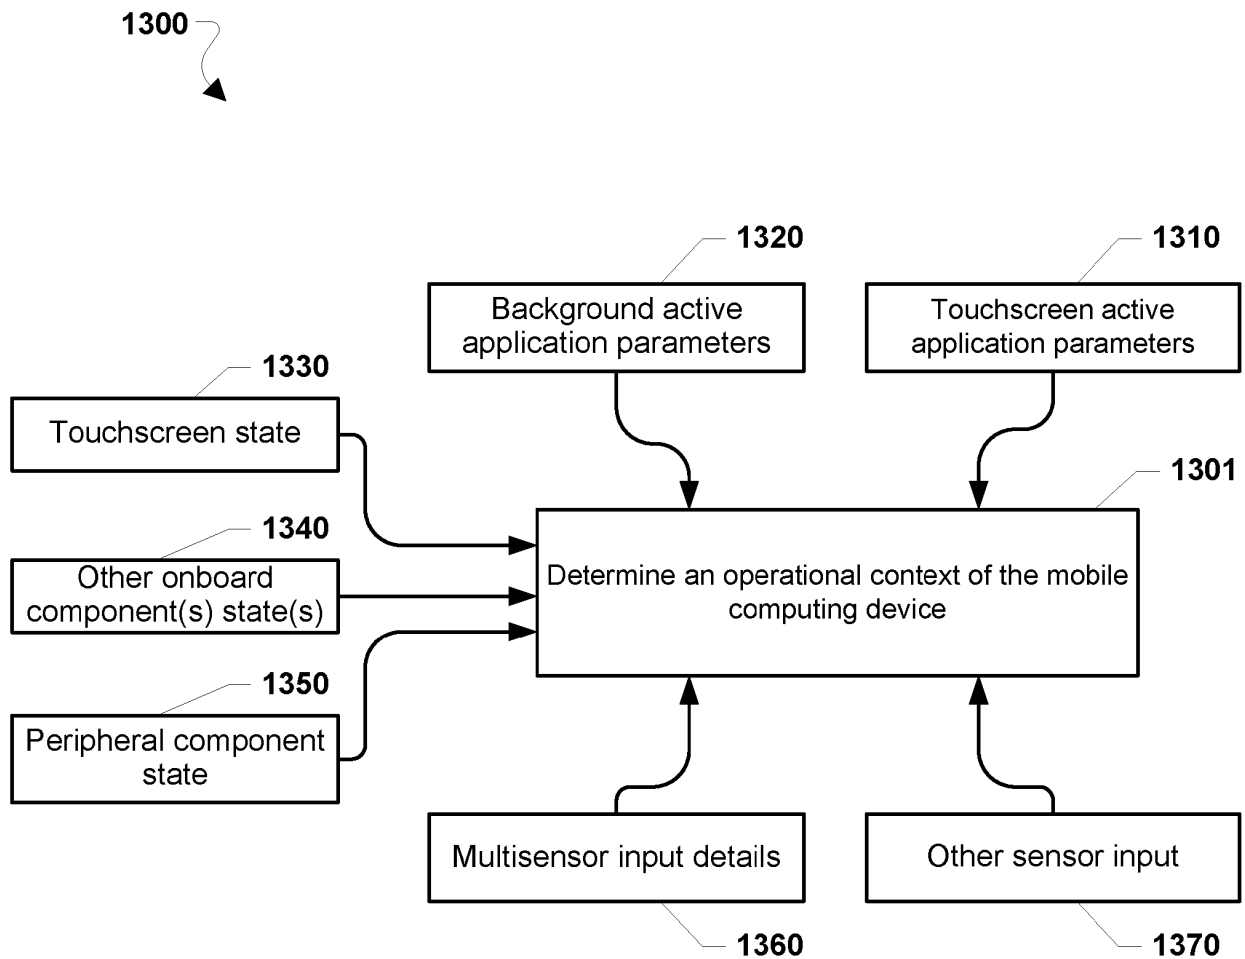 1300
1320
1310
Background active
application parameters
Touchscreen active
application parameters
1330
Touchscreen state
1301
1340
Other onboard
component(s) state(s)
Determine an operational context of the mobile
computing device
1350
Peripheral component
state
Multisensor input details
Other sensor input
1360
1370